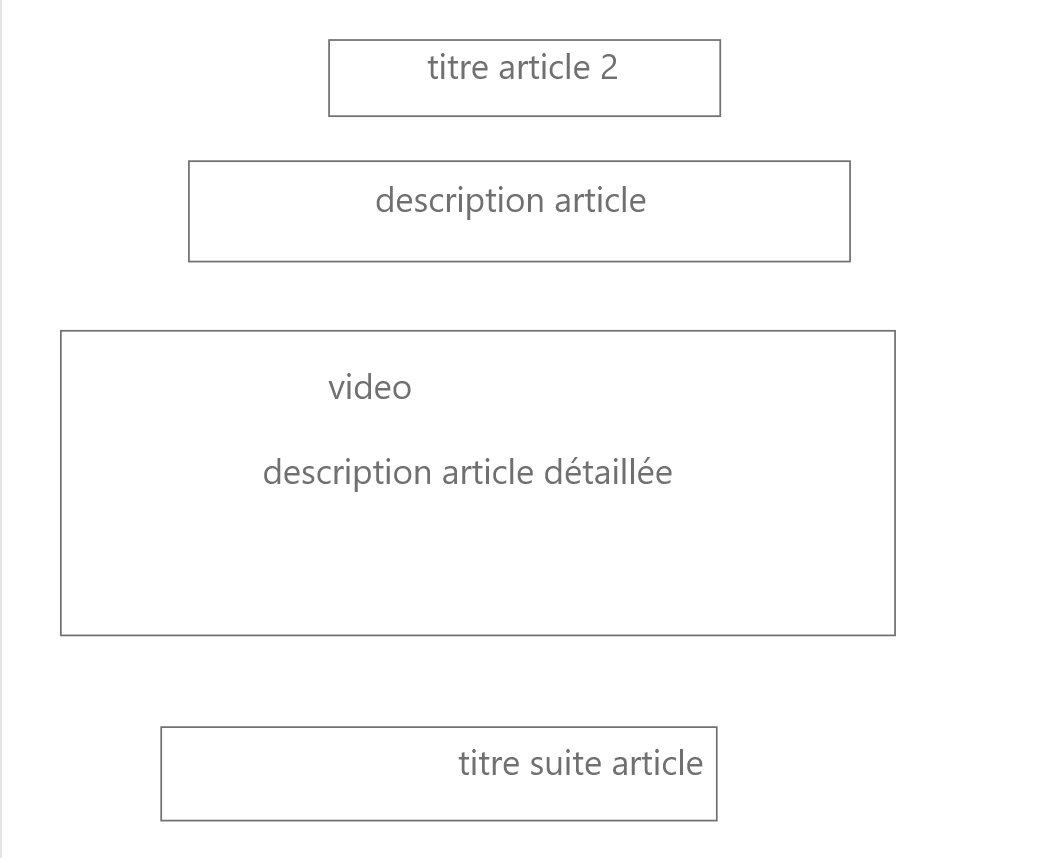 titre article 2
description article
video
description article détaillée
titre suite article